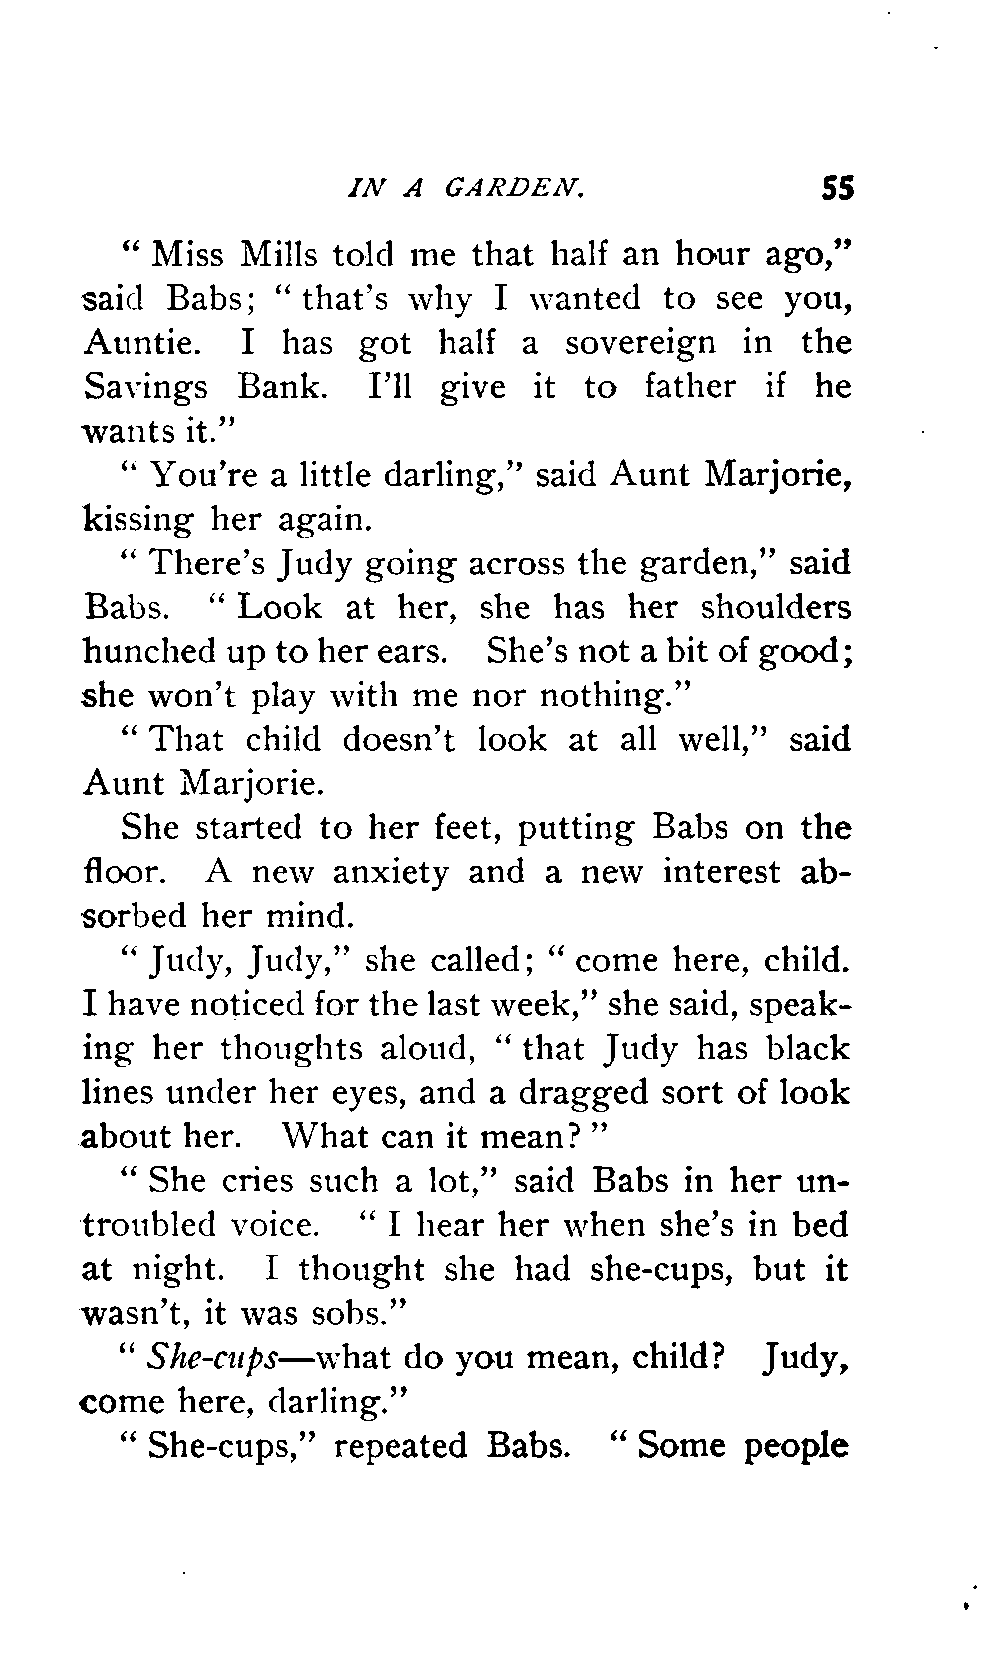 IN A GARDEN. 55
" Miss Mills told me that half an hour ago,"
said Babs; " that's why I wanted to see you,
Auntie. I has got half a sovereign in the
Savings Bank. I'll give it to father if he
wants it."
" You're a little darling," said Aunt Marjorie,
kissing her again.
" There's Judy going across the garden," said
Babs. " Look at her, she has her shoulders
hunched up to her ears. She's not a bit of good;
she won't play with me nor nothing."
" That child doesn't look at all well," said
Aunt Marjorie.
She started to her feet, putting Babs on the
floor. A new anxiety and a new interest ab-
sorbed her mind.
" Judy, Judy," she called; " come here, child.
I have noticed for the last week," she said, speak-
ing her thoughts aloud, " that Judy has black
lines under her eyes, and a dragged sort of look
about her. What can it mean? "
" She cries such a lot," said Babs in her un-
troubled voice. " I hear her when she's in bed
at night. I thought she had she-cups, but it
wasn't, it was sobs."
" She-cups—what do you mean, child? Judy,
come here, darling."
" She-cups," repeated Babs. " Some people